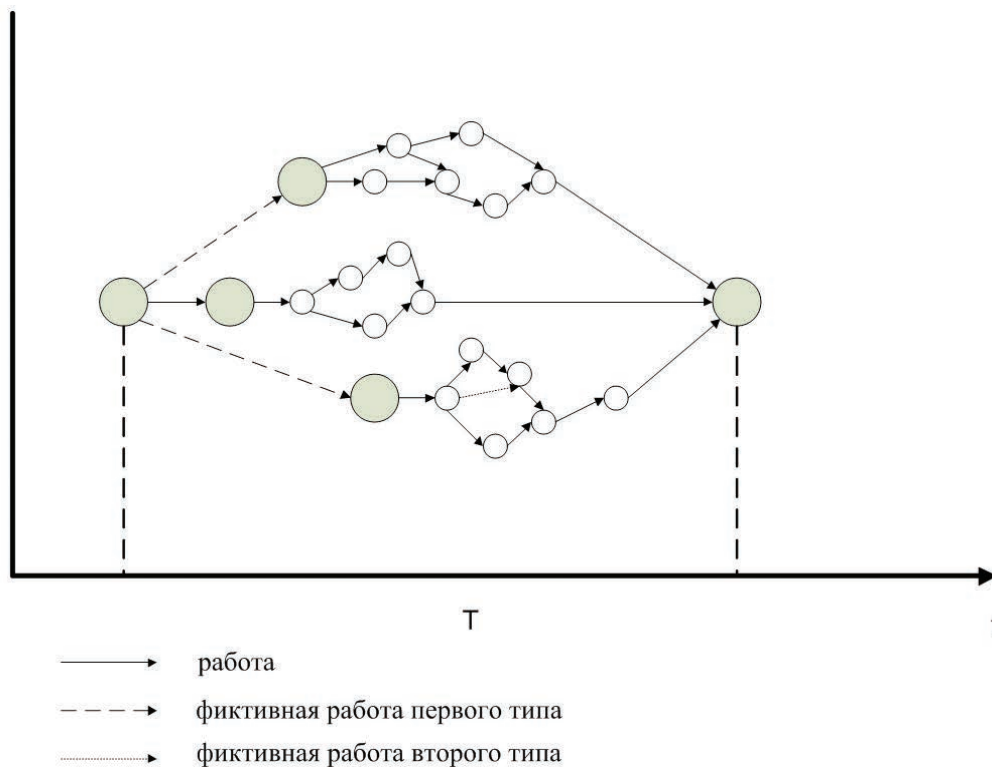 T
работа
фиктивная работа первого типа
фиктивная работа второго типа